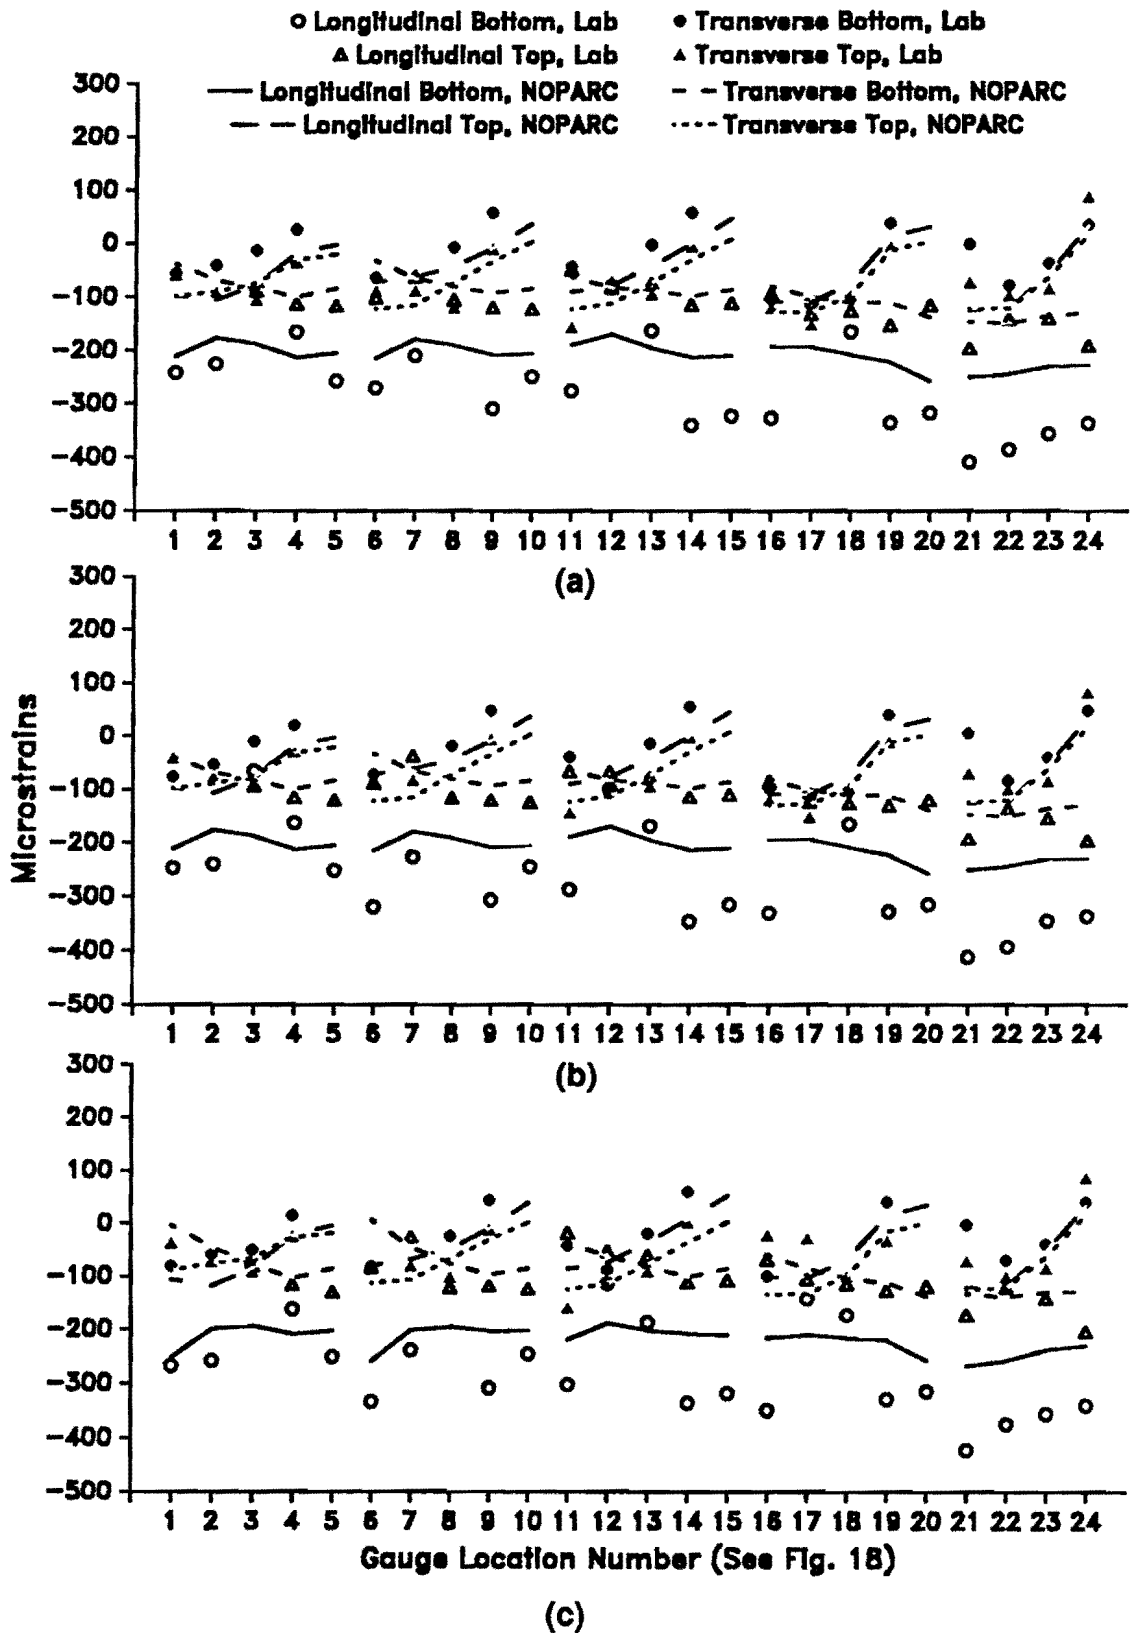 Longitudinal Bottom, Lab
Transverse Bottom, Lab
Longitudinal Top, Lab
Transverse Top, Lab
Longitudinal Bottom, NOPARC
Transverse Bottom, NOPARC
Longitudinal Top, NOPARC
Transverse Top, NOPARC
300
200
100
0
-100
-200
-300
-400
-500
1 2 3 4 5 6 7 8 9 10 11 12 13 14 15 16 17 18 19 20 21 22 23 24
(a)
Microstrains
300
200
100
0
-100
-200
-300
-400
-500
1 2 3 4 5 6 7 8 9 10 11 12 13 14 15 16 17 18 19 20 21 22 23 24
(b)
300
200
100
0
-100
-200
-300
-400
-500
1 2 3 4 5 6 7 8 9 10 11 12 13 14 15 16 17 18 19 20 21 22 23 24
Gauge Location Number (See Fig. 18)
(c)